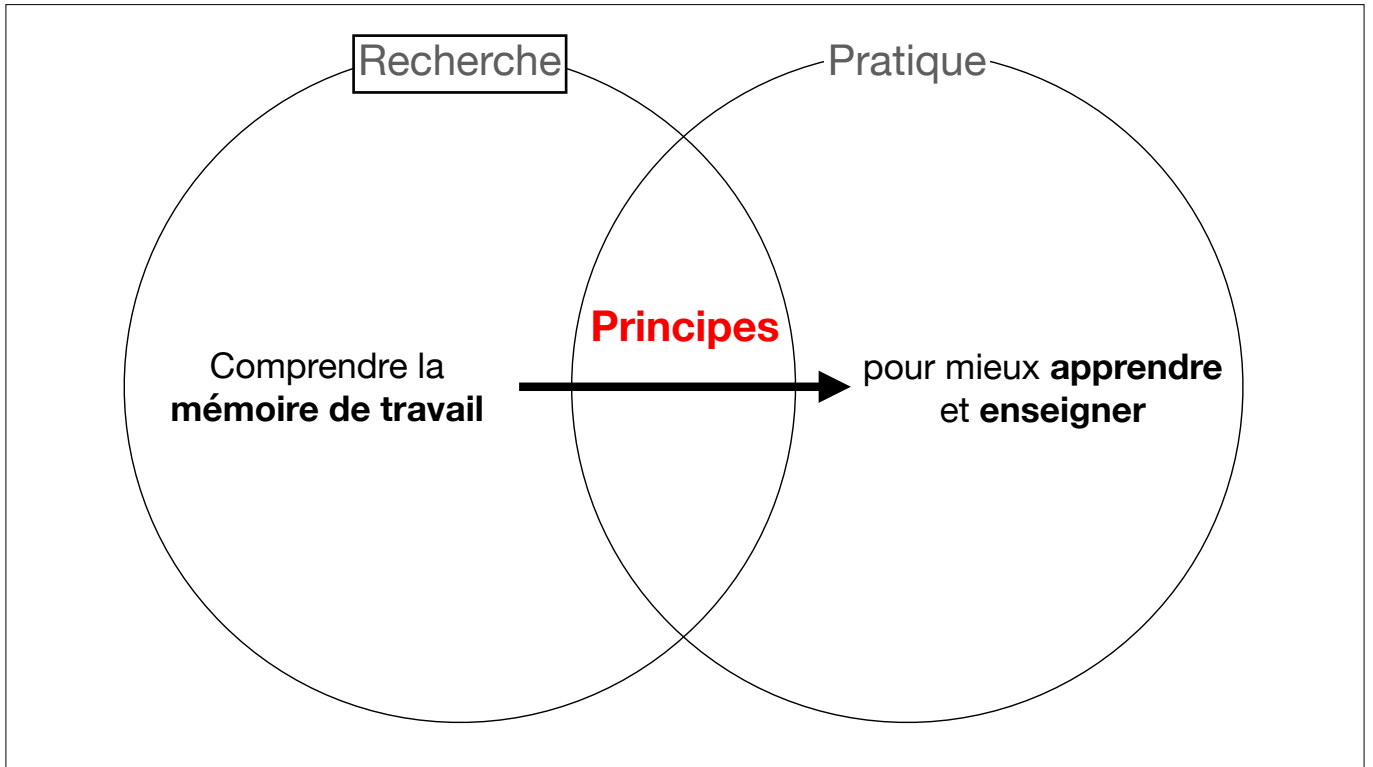 Recherche
Pratique
Principes
Comprendre la
mémoire de travail
pour mieux apprendre
et enseigner